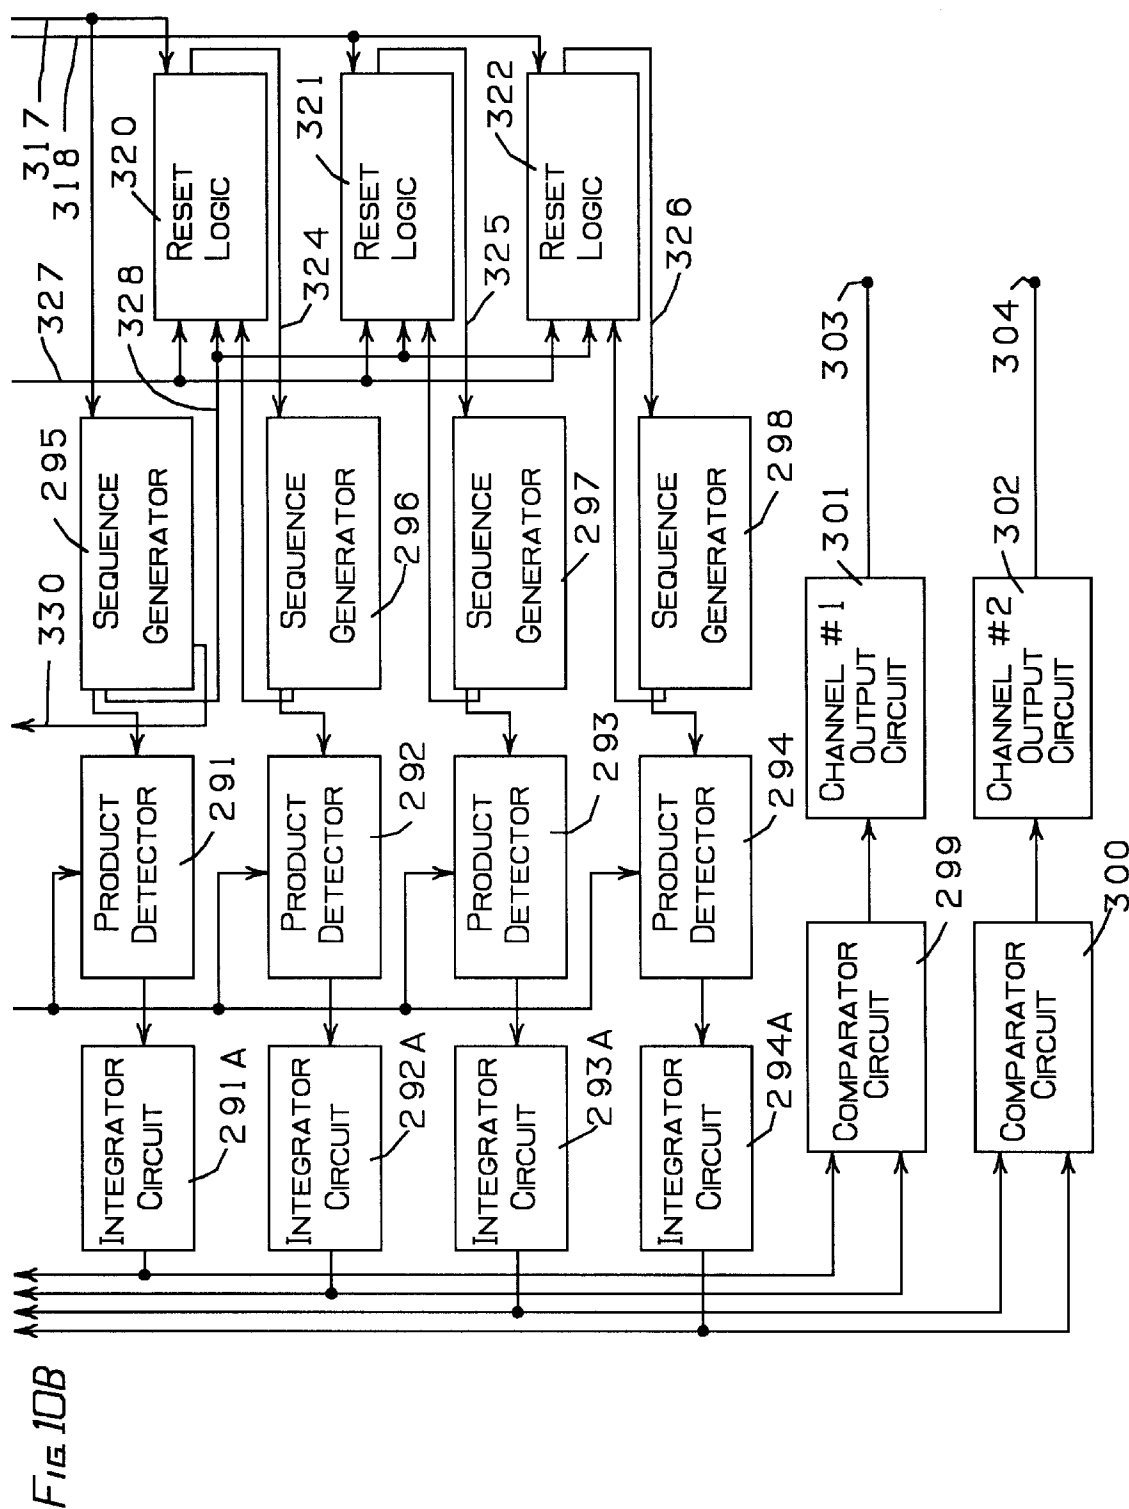 FIG. 10B
317
318
320
RESET
LOGIC
321
RESET
LOGIC
322
RESET
LOGIC
327
328
324
325
326
330
295
SEQUENCE
GENERATOR
296
SEQUENCE
GENERATOR
297
SEQUENCE
GENERATOR
298
SEQUENCE
GENERATOR
291
PRODUCT
DETECTOR
292
PRODUCT
DETECTOR
293
PRODUCT
DETECTOR
294
PRODUCT
DETECTOR
291A
INTEGRATOR
CIRCUIT
292A
INTEGRATOR
CIRCUIT
293A
INTEGRATOR
CIRCUIT
294A
INTEGRATOR
CIRCUIT
303
304
301
CHANNEL #1
OUTPUT
CIRCUIT
302
CHANNEL #2
OUTPUT
CIRCUIT
299
COMPARATOR
CIRCUIT
300
COMPARATOR
CIRCUIT